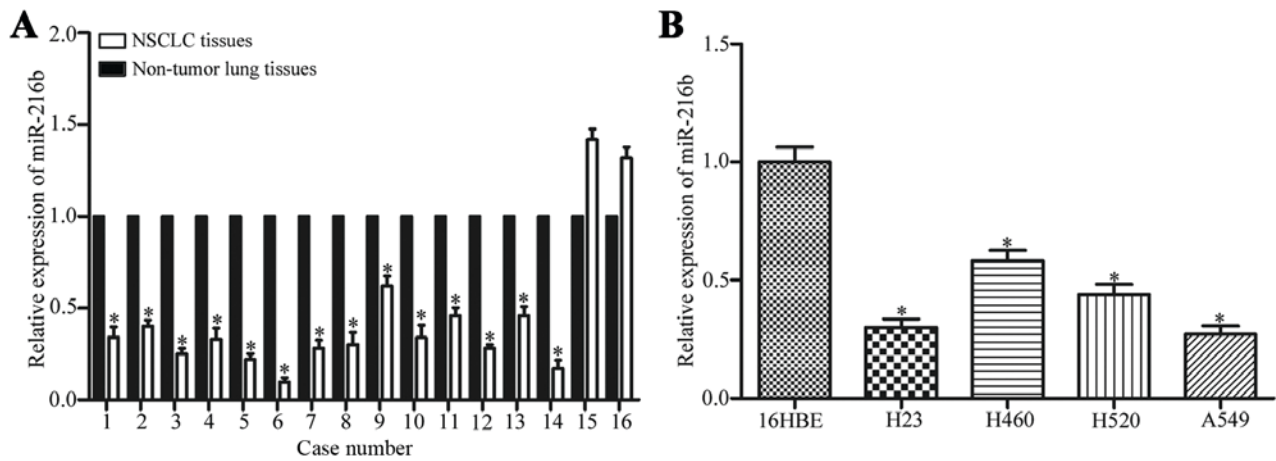 A
Relative expression of miR-216b
2.0
1.5
1.0
0.5
0.0
NSCLC tissues
Non-tumor lung tissues
* * * * * * * * * * * * * *
1 2 3 4 5 6 7 8 9 10 11 12 13 14 15 16
Case number
B
Relative expression of miR-216b
1.5
1.0
0.5
0.0
* * * *
16HBE H23 H460 H520 A549